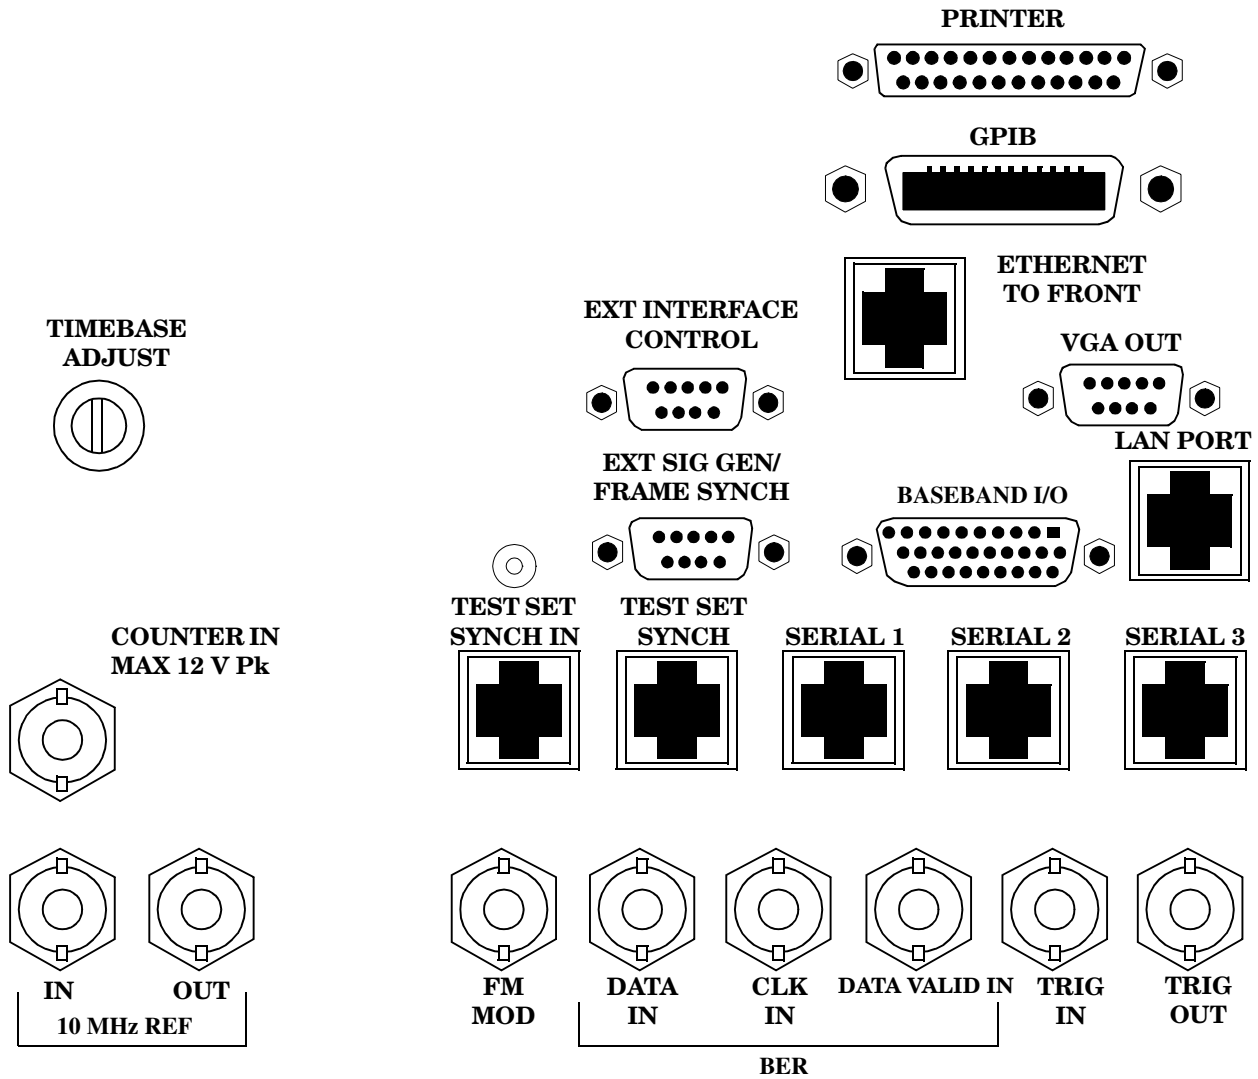 PRINTER
GPIB
ETHERNET
TO FRONT
EXT INTERFACE
CONTROL
TIMEBASE
ADJUST
VGA OUT
LAN PORT
EXT SIG GEN/
FRAME SYNCH
BASEBAND I/O
TEST SET
SYNCH IN
TEST SET
SYNCH
SERIAL 1
SERIAL 2
SERIAL 3
COUNTER IN
MAX 12 V Pk
IN
OUT
10 MHz REF
FM
MOD
DATA
IN
CLK
IN
DATA VALID IN
TRIG
IN
TRIG
OUT
BER